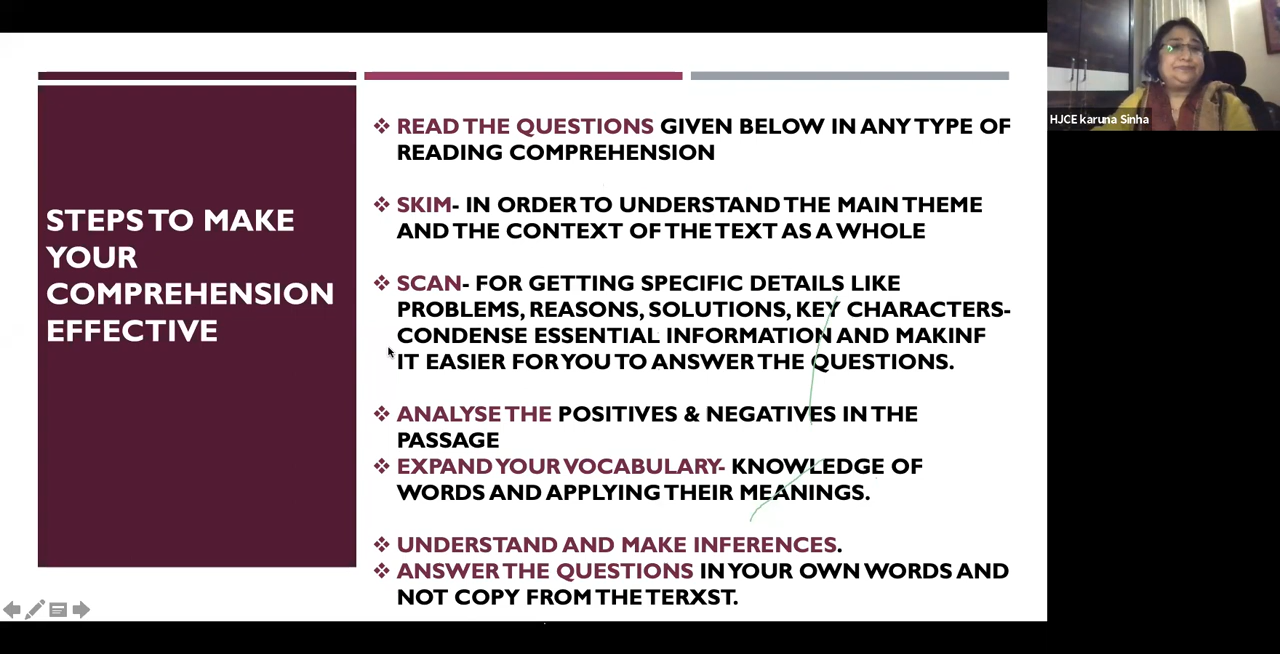 STEPS TO MAKE
YOUR
COMPREHENSION
EFFECTIVE
READ THE QUESTIONS GIVEN BELOW IN ANY TYPE OF
READING COMPREHENSION
SKIM- IN ORDER TO UNDERSTAND THE MAIN THEME
AND THE CONTEXT OF THE TEXT AS A WHOLE
SCAN- FOR GETTING SPECIFIC DETAILS LIKE
PROBLEMS, REASONS, SOLUTIONS, KEY CHARACTERS-
CONDENSE ESSENTIAL INFORMATION AND MAKINF
IT EASIER FOR YOU TO ANSWER THE QUESTIONS.
ANALYSE THE POSITIVES & NEGATIVES IN THE
PASSAGE
EXPAND YOUR VOCABULARY- KNOWLEDGE OF
WORDS AND APPLYING THEIR MEANINGS.
UNDERSTAND AND MAKE INFERENCES.
ANSWER THE QUESTIONS IN YOUR OWN WORDS AND
NOT COPY FROM THE TERXST.
HJCE karuna Sinha